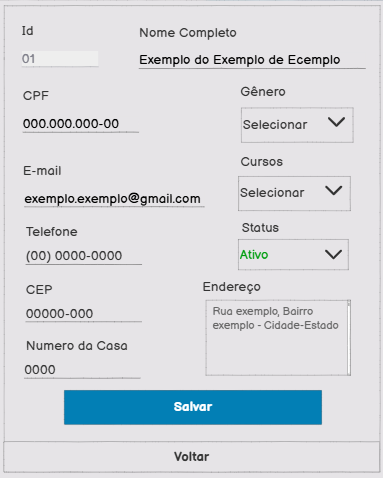 Id
Nome Completo
01
Exemplo do Exemplo de Ecemplo
CPF
Gênero
000.000.000-00
Selecionar
E-mail
Cursos
exemplo.exemplo@gmail.com
Selecionar
Telefone
Status
(00) 0000-0000
Ativo
CEP
Endereço
00000-000
Rua exemplo, Bairro
exemplo - Cidade-Estado
Numero da Casa
0000
Salvar
Voltar